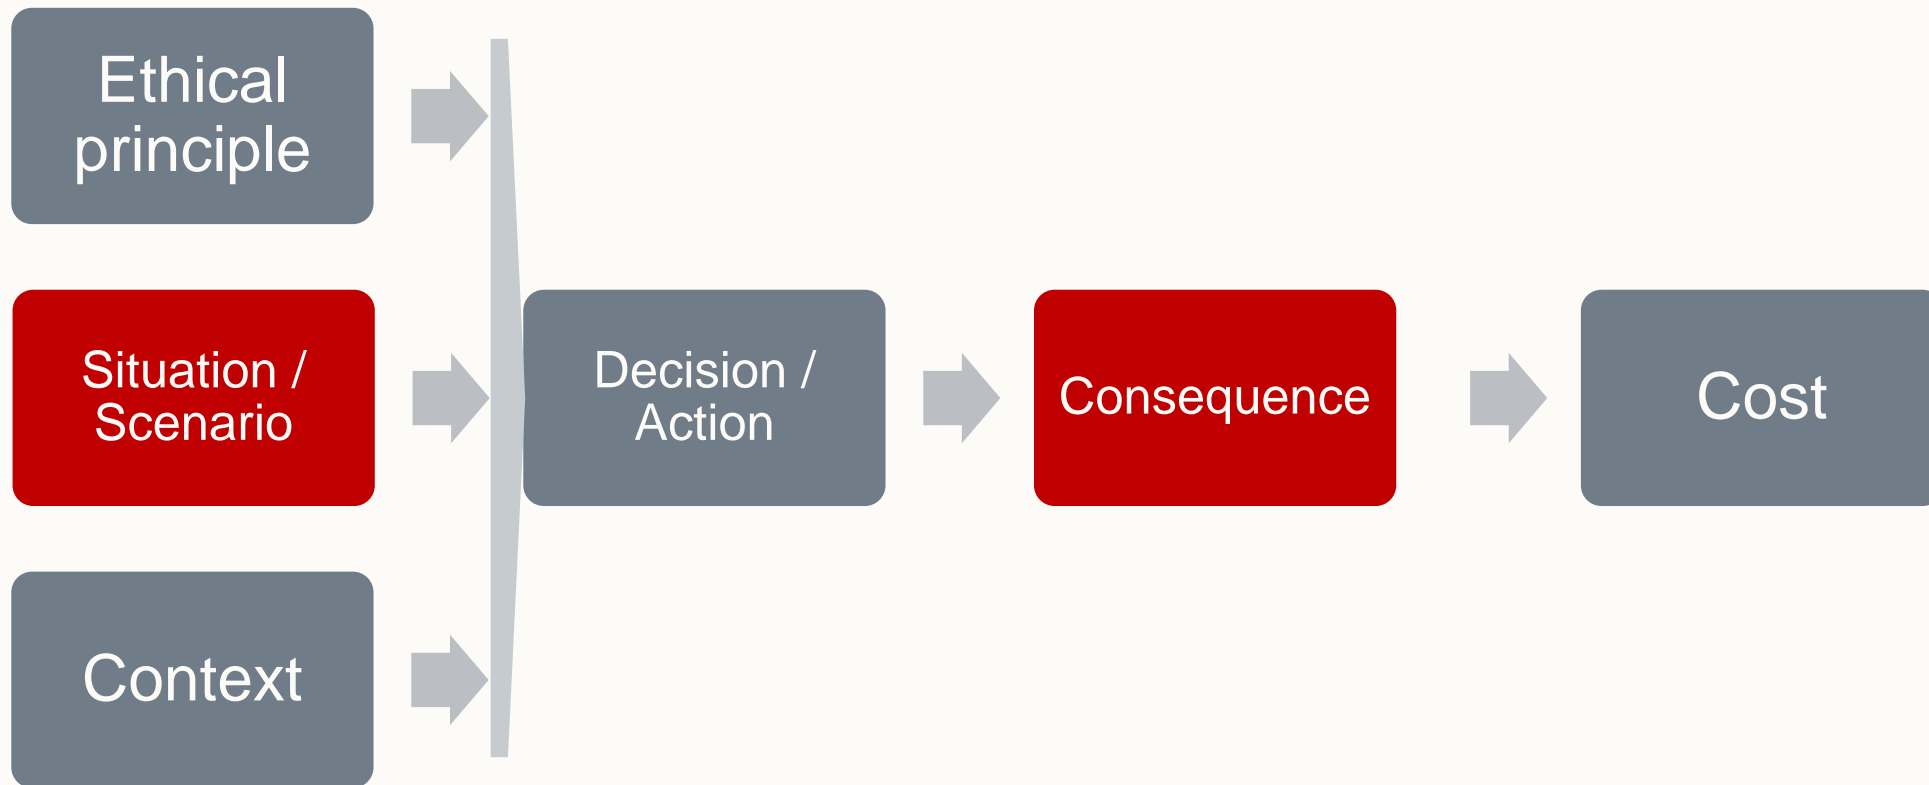 Ethical
principle
Situation /
Scenario
Context
Decision /
Action
Consequence
Cost